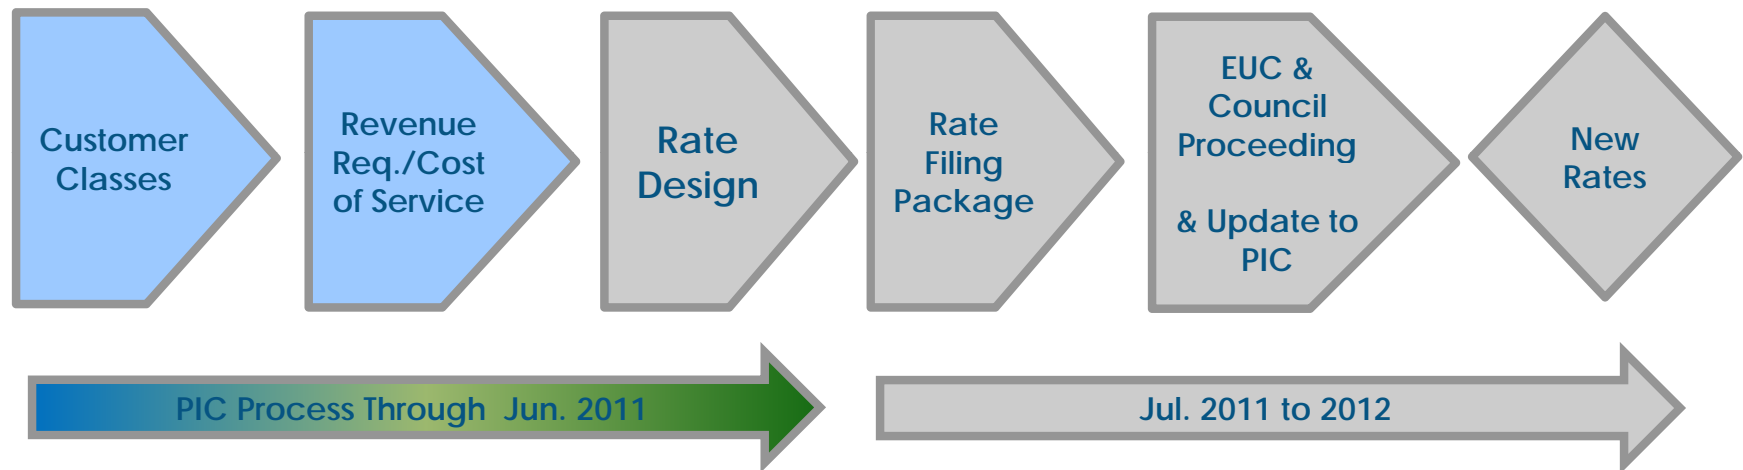 Customer
Classes
Revenue
Req./Cost
of Service
Rate
Design
Rate
Filing
Package
EUC &
Council
Proceeding
& Update to
PIC
New
Rates
PIC Process Through Jun. 2011
Jul. 2011 to 2012